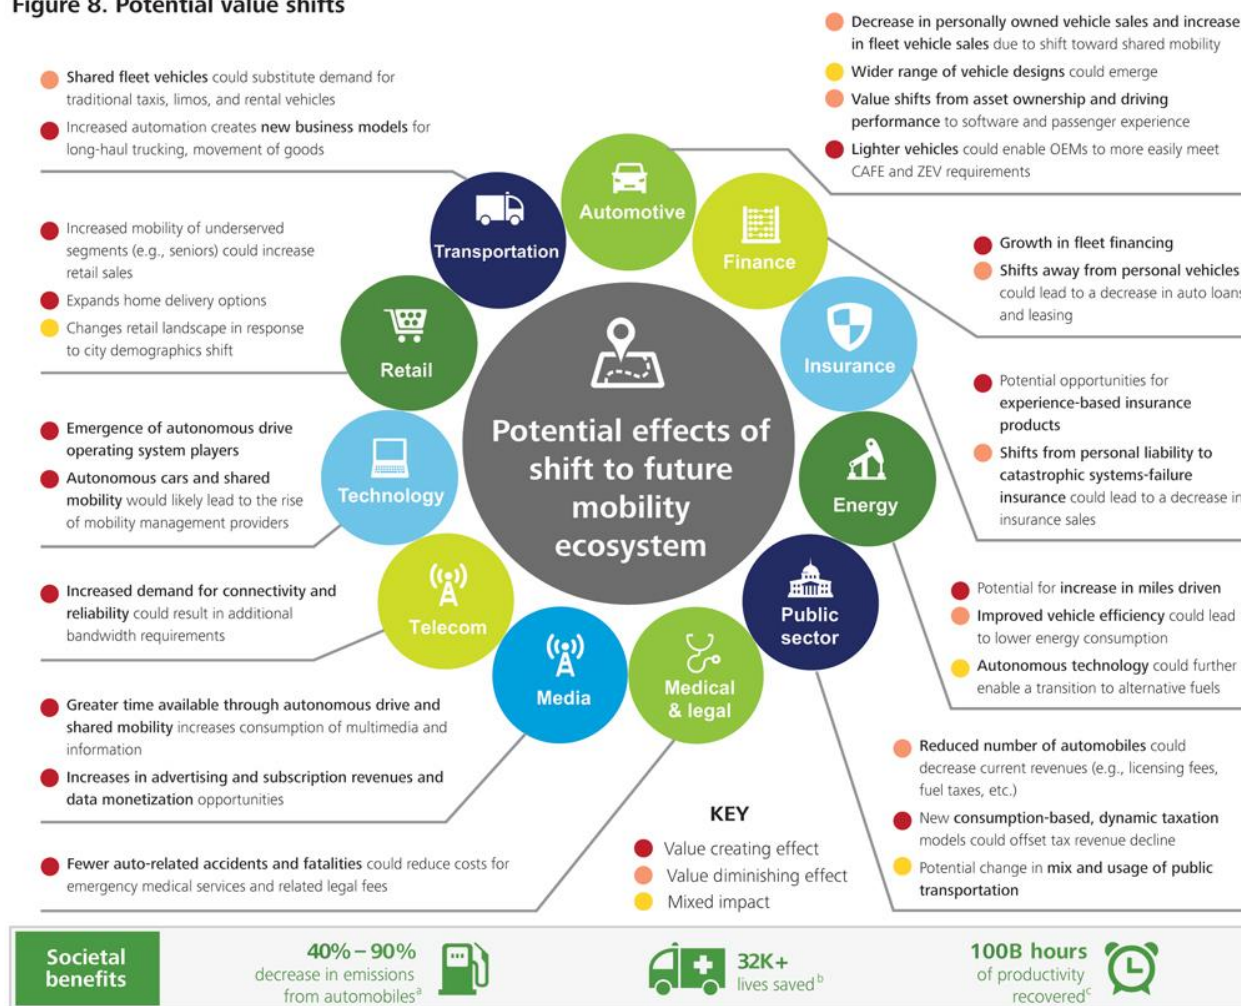 Figure 8. Potential value shifts
Shared fleet vehicles could substitute demand for
traditional taxis, limos, and rental vehicles
Increased automation creates new business models for
long-haul trucking, movement of goods
Increased mobility of underserved
segments (e.g., seniors) could increase
retail sales
Expands home delivery options
Changes retail landscape in response
to city demographics shift
Emergence of autonomous drive
operating system players
Autonomous cars and shared
mobility would likely lead to the rise
of mobility management providers
Increased demand for connectivity and
reliability could result in additional
bandwidth requirements
Greater time available through autonomous drive and
shared mobility increases consumption of multimedia and
information
Increases in advertising and subscription revenues and
data monetization opportunities
Fewer auto-related accidents and fatalities could reduce costs for
emergency medical services and related legal fees
Automotive
Transportation
Finance
Retail
Insurance
Technology
Energy
Telecom
Public
sector
Media
Medical
& legal
Potential effects of
shift to future
mobility
ecosystem
Decrease in personally owned vehicle sales and increase
in fleet vehicle sales due to shift toward shared mobility
Wider range of vehicle designs could emerge
Value shifts from asset ownership and driving
performance to software and passenger experience
Lighter vehicles could enable OEMs to more easily meet
CAFE and ZEV requirements
Growth in fleet financing
Shifts away from personal vehicles
could lead to a decrease in auto loans
and leasing
Potential opportunities for
experience-based insurance
products
Shifts from personal liability to
catastrophic systems-failure
insurance could lead to a decrease in
insurance sales
Potential for increase in miles driven
Improved vehicle efficiency could lead
to lower energy consumption
Autonomous technology could further
enable a transition to alternative fuels
Reduced number of automobiles could
decrease current revenues (e.g., licensing fees,
fuel taxes, etc.)
New consumption-based, dynamic taxation
models could offset tax revenue decline
Potential change in mix and usage of public
transportation
KEY
Value creating effect
Value diminishing effect
Mixed impact
Societal
benefits
40%–90%
decrease in emissions
from automobilesᵃ
32K+
lives savedᵇ
100B hours
of productivity
recoveredᶜ